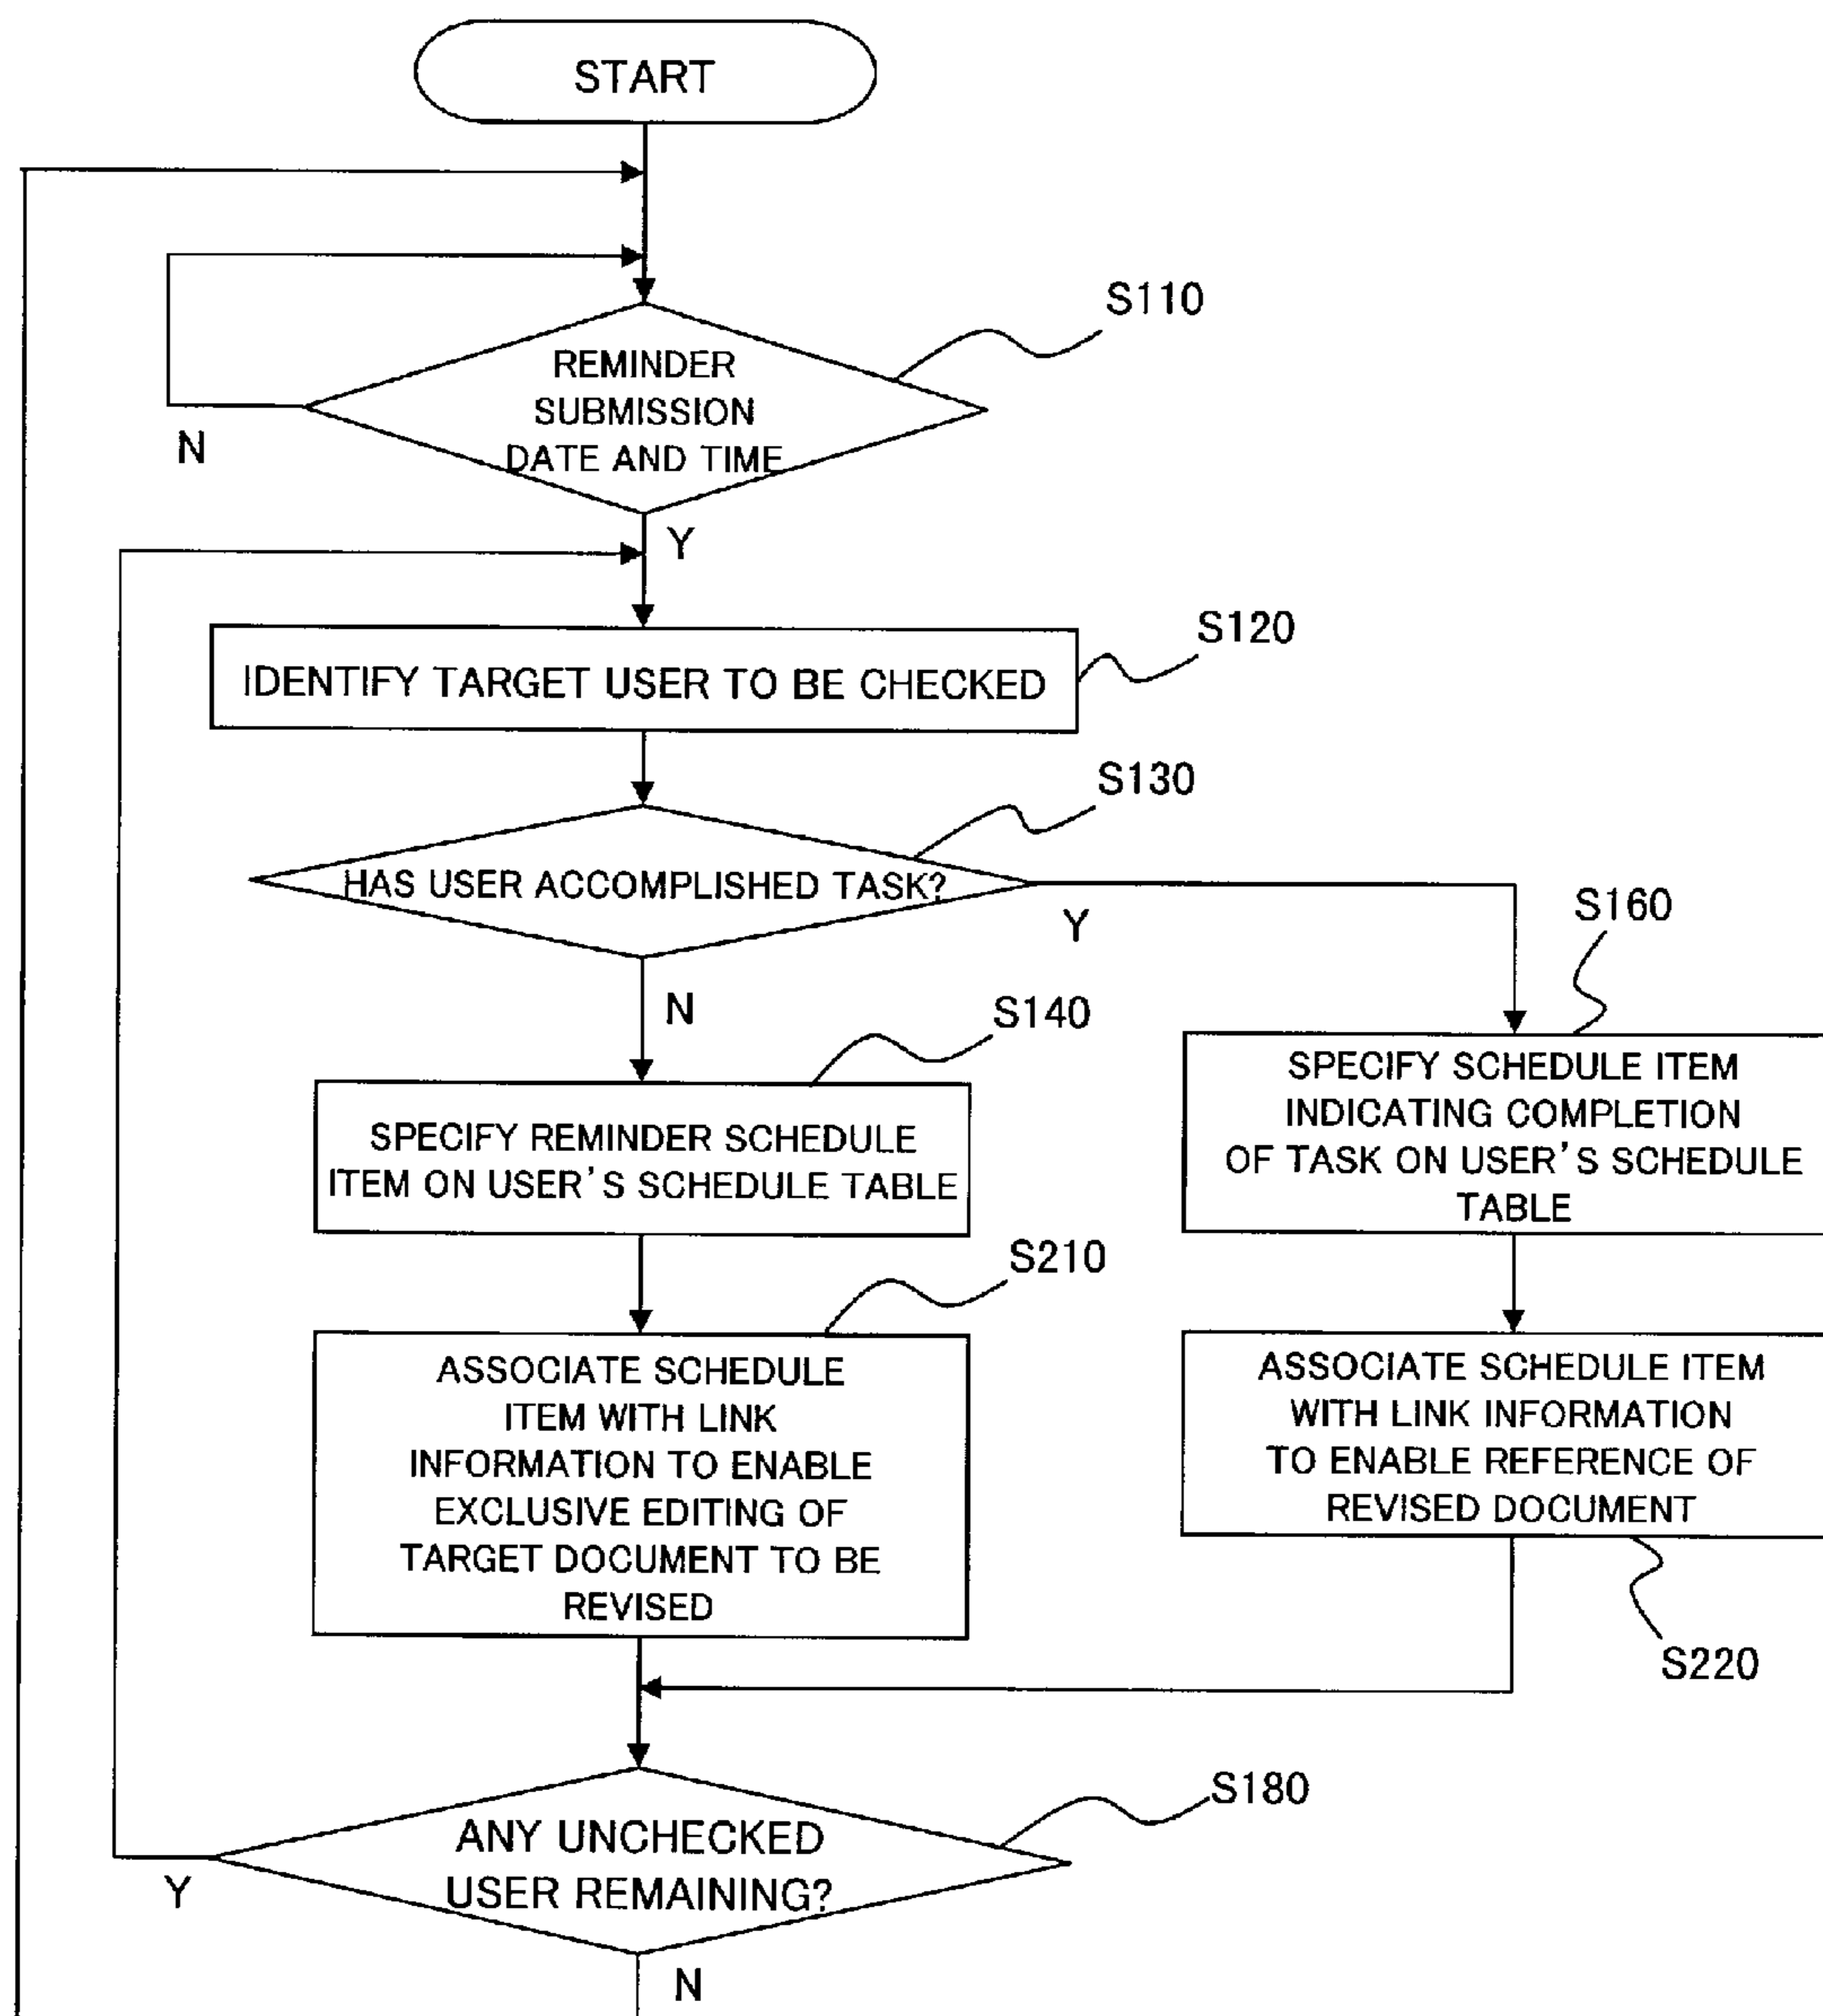 START
S110
REMINDER
SUBMISSION
DATE AND TIME
N
Y
S120
IDENTIFY TARGET USER TO BE CHECKED
S130
HAS USER ACCOMPLISHED TASK?
Y
S160
N
S140
SPECIFY REMINDER SCHEDULE
ITEM ON USER'S SCHEDULE TABLE
SPECIFY SCHEDULE ITEM
INDICATING COMPLETION
OF TASK ON USER'S SCHEDULE
TABLE
S210
ASSOCIATE SCHEDULE
ITEM WITH LINK
INFORMATION TO ENABLE
EXCLUSIVE EDITING OF
TARGET DOCUMENT TO BE
REVISED
ASSOCIATE SCHEDULE ITEM
WITH LINK INFORMATION
TO ENABLE REFERENCE OF
REVISED DOCUMENT
S220
S180
ANY UNCHECKED
USER REMAINING?
Y
N